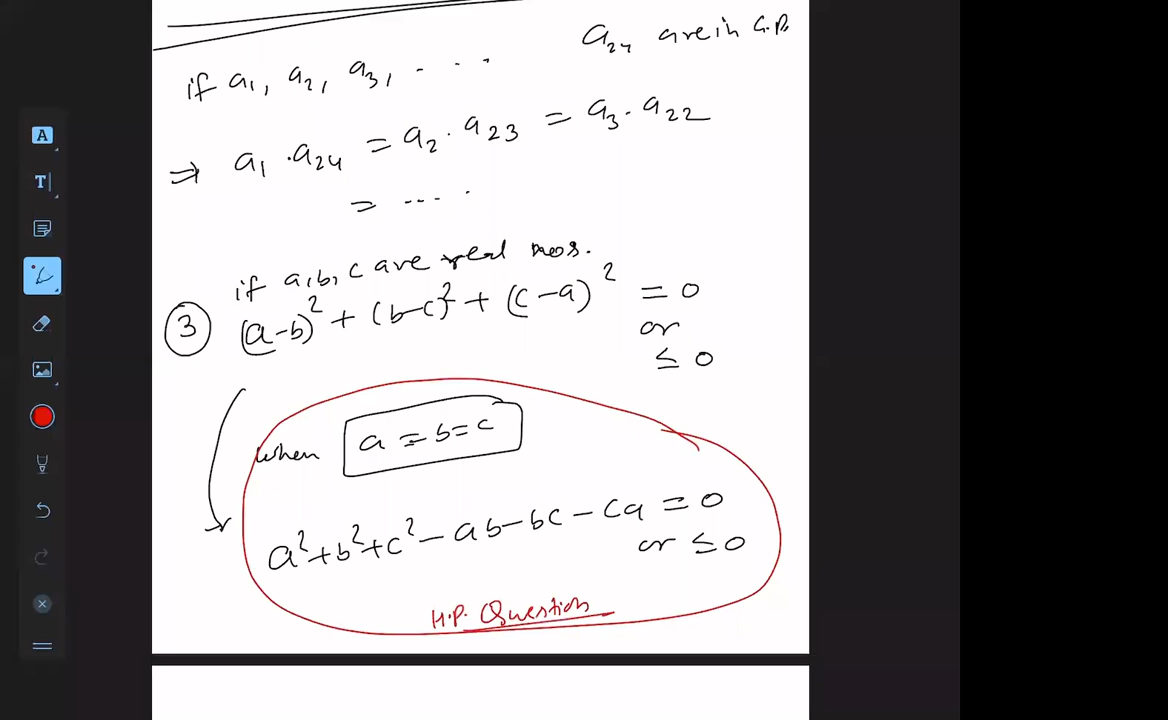 a₂₄ are in G.P.
if a₁, a₂, a₃, . . . .
⇒ a₁ . a₂₄ = a₂ . a₂₃ = a₃ . a₂₂
= .... .
if a, b, c are real nos.
③ (a-b)² + (b-c)² + (c-a)² = 0
or
≤ 0
when a = b = c
a² + b² + c² - ab - bc - ca = 0
or ≤ 0
H.P. Question